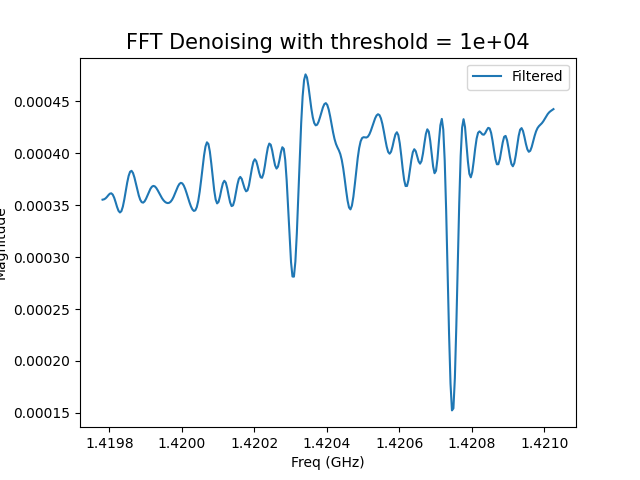 FFT Denoising with threshold = 1e+04
Filtered
0.00045
0.00040
0.00035
0.00030
0.00025
0.00020
0.00015
Magnitude
1.4198 1.4200 1.4202 1.4204 1.4206 1.4208 1.4210
Freq (GHz)